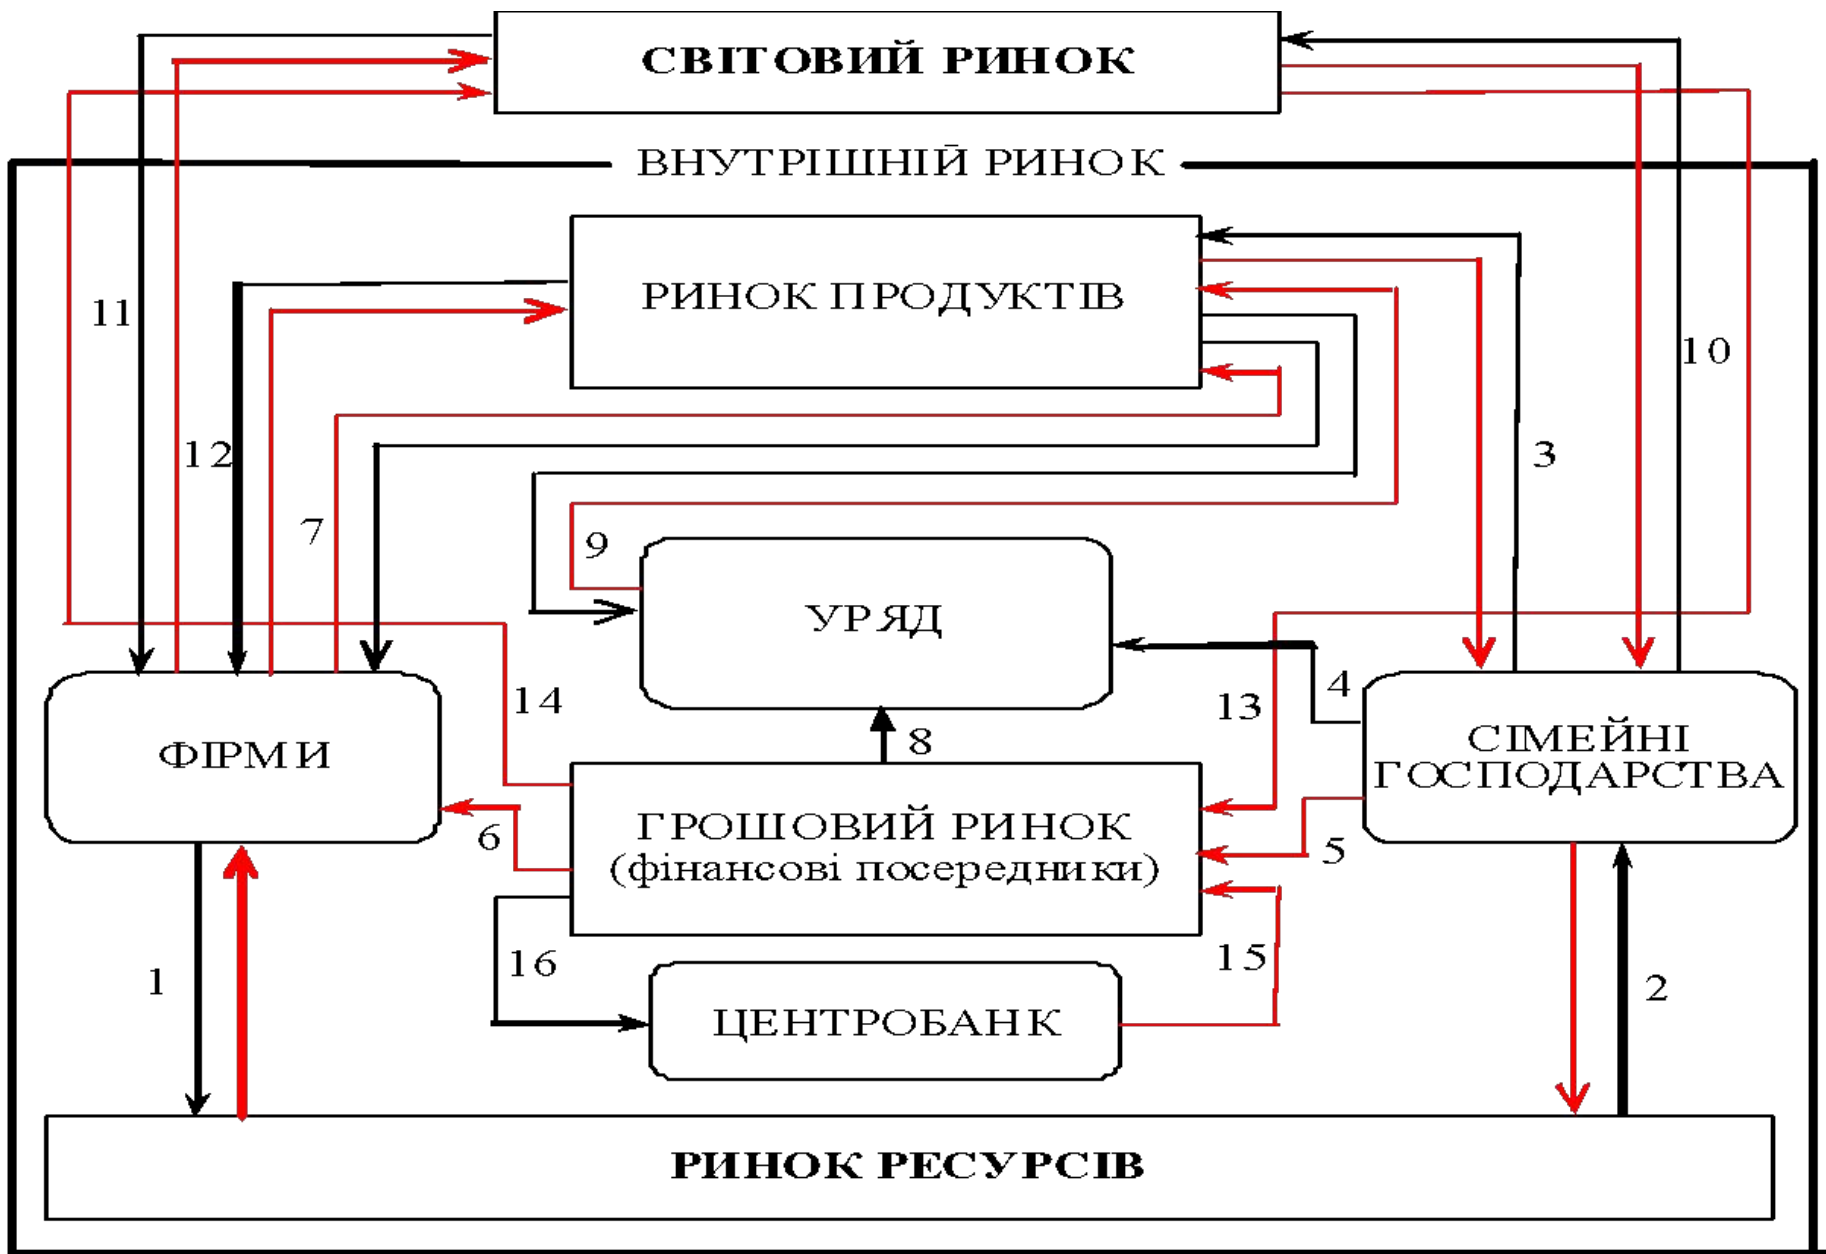 СВІТОВИЙ РИНОК
ВНУТРІШНІЙ РИНОК
РИНОК ПРОДУКТІВ
11
10
12
3
7
9
УРЯД
4
14
13
8
ФІРМИ
СІМЕЙНІ
ГОСПОДАРСТВА
ГРОШОВИЙ РИНОК
(фінансові посередники)
6
5
16
15
1
2
ЦЕНТРОБАНК
РИНОК РЕСУРСІВ